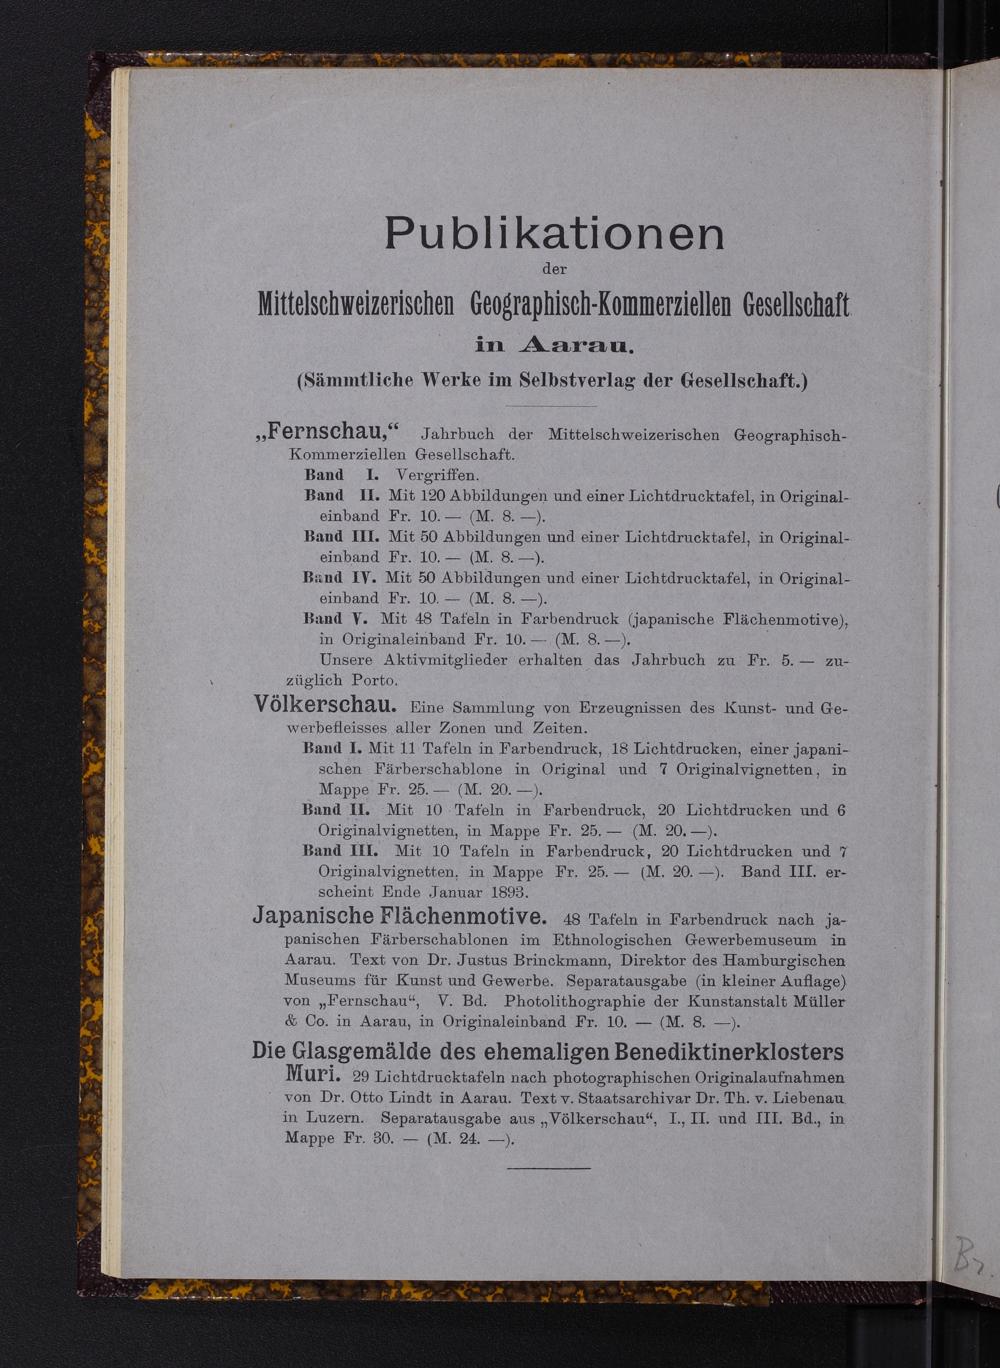 Publikationen
der
Mittelschweizerischen Geographisch-Kommerziellen Gesellschaft
in Aarau.
(Sämmtliche Werke im Selbstverlag der Gesellschaft.)
„Fernschau,“ Jahrbuch der Mittelschweizerischen Geographisch-
Kommerziellen Gesellschaft.
Band I. Vergriffen.
Band II. Mit 120 Abbildungen und einer Lichtdrucktafel, in Original-
einband Fr. 10. — (M. 8. —).
Band III. Mit 50 Abbildungen und einer Lichtdrucktafel, in Original-
einband Fr. 10. — (M. 8. —).
Band IV. Mit 50 Abbildungen und einer Lichtdrucktafel, in Original-
einband Fr. 10. — (M. 8. —).
Band V. Mit 48 Tafeln in Farbendruck (japanische Flächenmotive),
in Originaleinband Fr. 10. — (M. 8. —).
Unsere Aktivmitglieder erhalten das Jahrbuch zu Fr. 5. — zu-
züglich Porto.
Völkerschau. Eine Sammlung von Erzeugnissen des Kunst- und Ge-
werbefleisses aller Zonen und Zeiten.
Band I. Mit 11 Tafeln in Farbendruck, 18 Lichtdrucken, einer japani-
schen Färberschablone in Original und 7 Originalvignetten, in
Mappe Fr. 25. — (M. 20. —).
Band II. Mit 10 Tafeln in Farbendruck, 20 Lichtdrucken und 6
Originalvignetten, in Mappe Fr. 25. — (M. 20. —).
Band III. Mit 10 Tafeln in Farbendruck, 20 Lichtdrucken und 7
Originalvignetten, in Mappe Fr. 25. — (M. 20. —). Band III. er-
scheint Ende Januar 1893.
Japanische Flächenmotive. 48 Tafeln in Farbendruck nach ja-
panischen Färberschablonen im Ethnologischen Gewerbemuseum in
Aarau. Text von Dr. Justus Brinckmann, Direktor des Hamburgischen
Museums für Kunst und Gewerbe. Separatausgabe (in kleiner Auflage)
von „Fernschau“, V. Bd. Photolithographie der Kunstanstalt Müller
& Co. in Aarau, in Originaleinband Fr. 10. — (M. 8. —).
Die Glasgemälde des ehemaligen Benediktinerklosters
Muri. 29 Lichtdrucktafeln nach photographischen Originalaufnahmen
von Dr. Otto Lindt in Aarau. Text v. Staatsarchivar Dr. Th. v. Liebenau
in Luzern. Separatausgabe aus „Völkerschau“, I., II. und III. Bd., in
Mappe Fr. 30. — (M. 24. —).